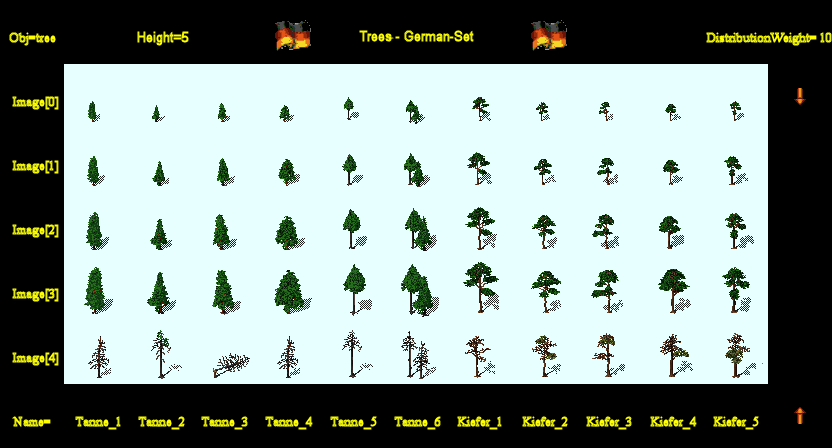 Obj=tree Height=5 Trees - German-Set DistributionWeight= 10
Image[0]
Image[1]
Image[2]
Image[3]
Image[4]
Name= Tanne_1 Tanne_2 Tanne_3 Tanne_4 Tanne_5 Tanne_6 Kiefer_1 Kiefer_2 Kiefer_3 Kiefer_4 Kiefer_5